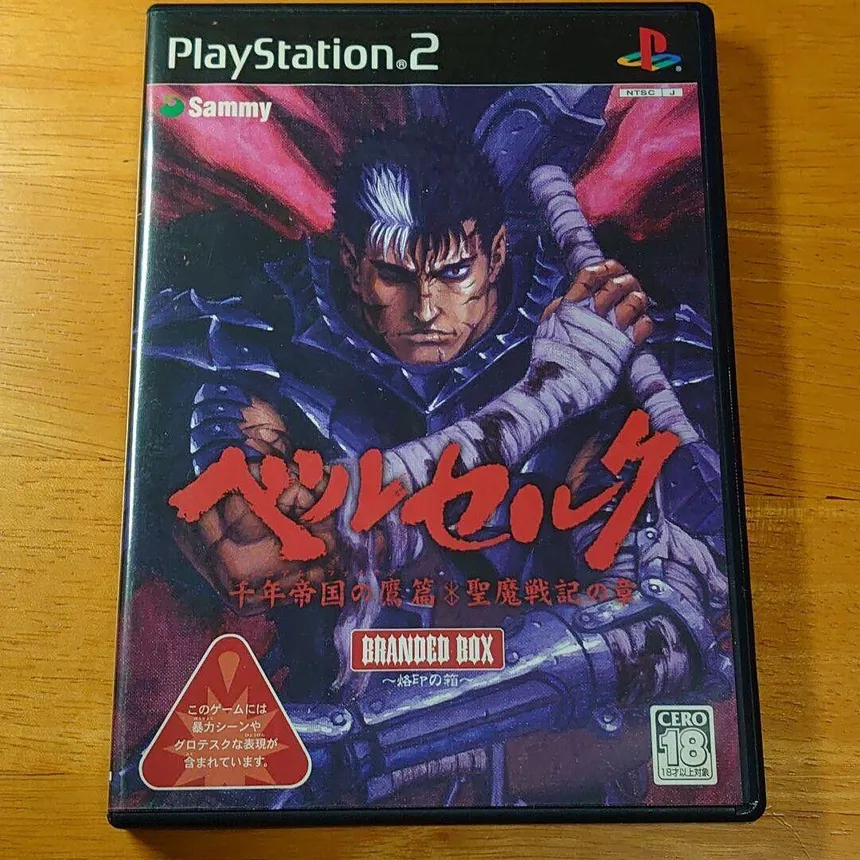 PlayStation®2
NTSC J
Sammy
ベルセルク
千年帝国の鷹篇＊聖魔戦記の章
BRANDED BOX
～烙印の箱～
このゲームには
暴力シーンや
グロテスクな表現が
含まれています。
CERO
18
18才以上対象